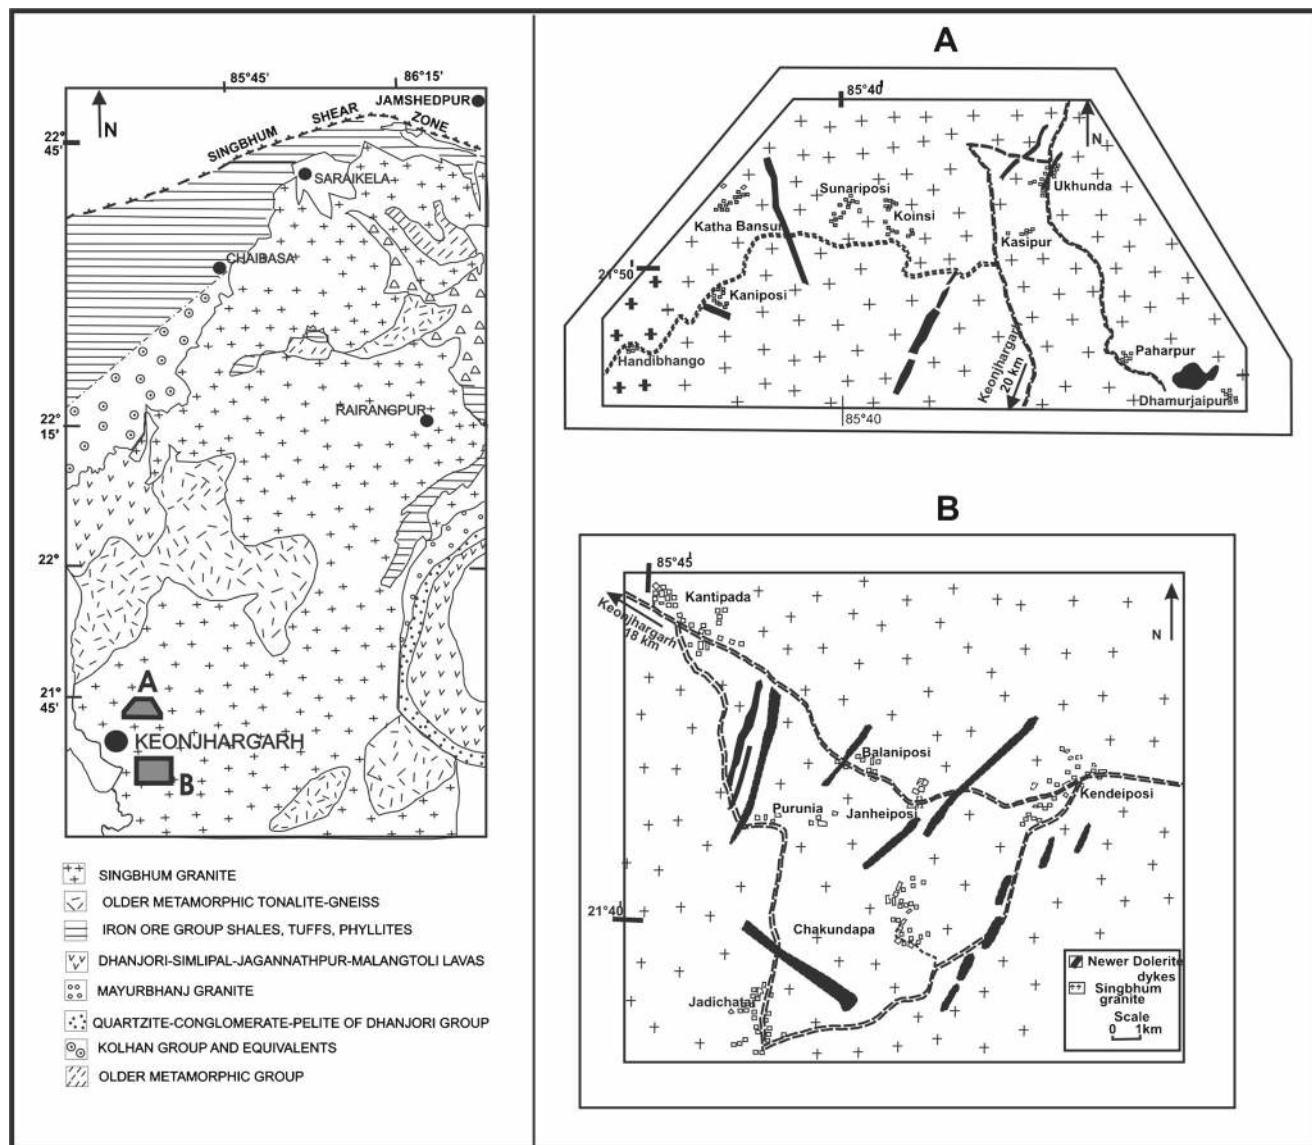 85°45'
86°15'
JAMSHEDPUR
N
SINGBHUM SHEAR ZONE
22°
45'
SARAIKELA
CHAIBASA
RAIRANGPUR
22°
15'
22°
21°
45'
A
KEONJHARGARH
B
SINGBHUM GRANITE
OLDER METAMORPHIC TONALITE-GNEISS
IRON ORE GROUP SHALES, TUFFS, PHYLLITES
DHANJORI-SIMLIPAL-JAGANNATHPUR-MALANGTOLI LAVAS
MAYURBHANJ GRANITE
QUARTZITE-CONGLOMERATE-PELITE OF DHANJORI GROUP
KOLHAN GROUP AND EQUIVALENTS
OLDER METAMORPHIC GROUP
A
85°40'
N
Ukhunda
Sunariposi
Koinsi
Katha Bansuri
Kasipur
21°50'
Kaniposi
Handibhango
Keonjhargarh
20 km
Paharpur
Dhamurjaipur
85°40
B
85°45'
Kantipada
Keonjhargarh
18 km
N
Balaniposi
Kendeiposi
Purunia
Janheiposi
21°40'
Chakundapa
Jadichatar
Newer Dolerite
dykes
Singbhum
granite
Scale
0 1km